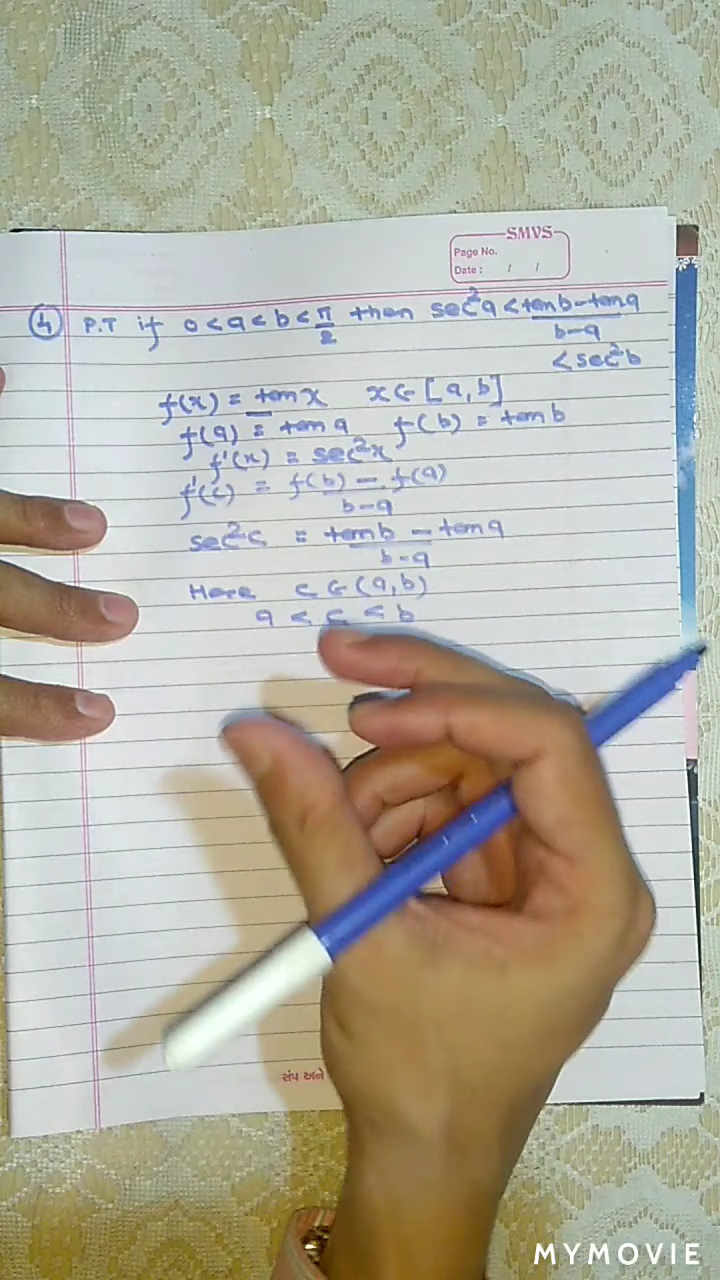 SMVS
Page No.
Date : / /
(4) P.T if 0 < a < b < π/2 then sec²a < tanb - tana / b-a
< sec²b
f(x) = tanx x ∈ [a, b]
f(a) = tana f(b) = tanb
f'(x) = sec²x
f'(c) = f(b) - f(a) / b-a
sec²c = tanb - tana / b-a
Here c ∈ (a, b)
a < c < b
સંપ અને
MYMOVIE